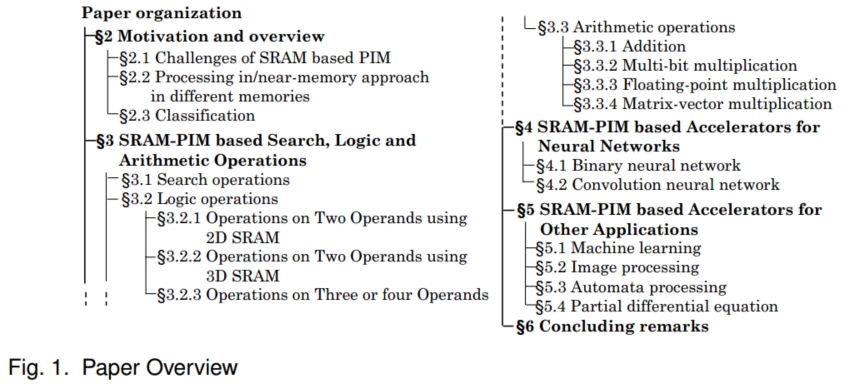 Paper organization
§2 Motivation and overview
§2.1 Challenges of SRAM based PIM
§2.2 Processing in/near-memory approach
in different memories
§2.3 Classification
§3 SRAM-PIM based Search, Logic and
Arithmetic Operations
§3.1 Search operations
§3.2 Logic operations
§3.2.1 Operations on Two Operands using
2D SRAM
§3.2.2 Operations on Two Operands using
3D SRAM
§3.2.3 Operations on Three or four Operands
§3.3 Arithmetic operations
§3.3.1 Addition
§3.3.2 Multi-bit multiplication
§3.3.3 Floating-point multiplication
§3.3.4 Matrix-vector multiplication
§4 SRAM-PIM based Accelerators for
Neural Networks
§4.1 Binary neural network
§4.2 Convolution neural network
§5 SRAM-PIM based Accelerators for
Other Applications
§5.1 Machine learning
§5.2 Image processing
§5.3 Automata processing
§5.4 Partial differential equation
§6 Concluding remarks
Fig. 1. Paper Overview